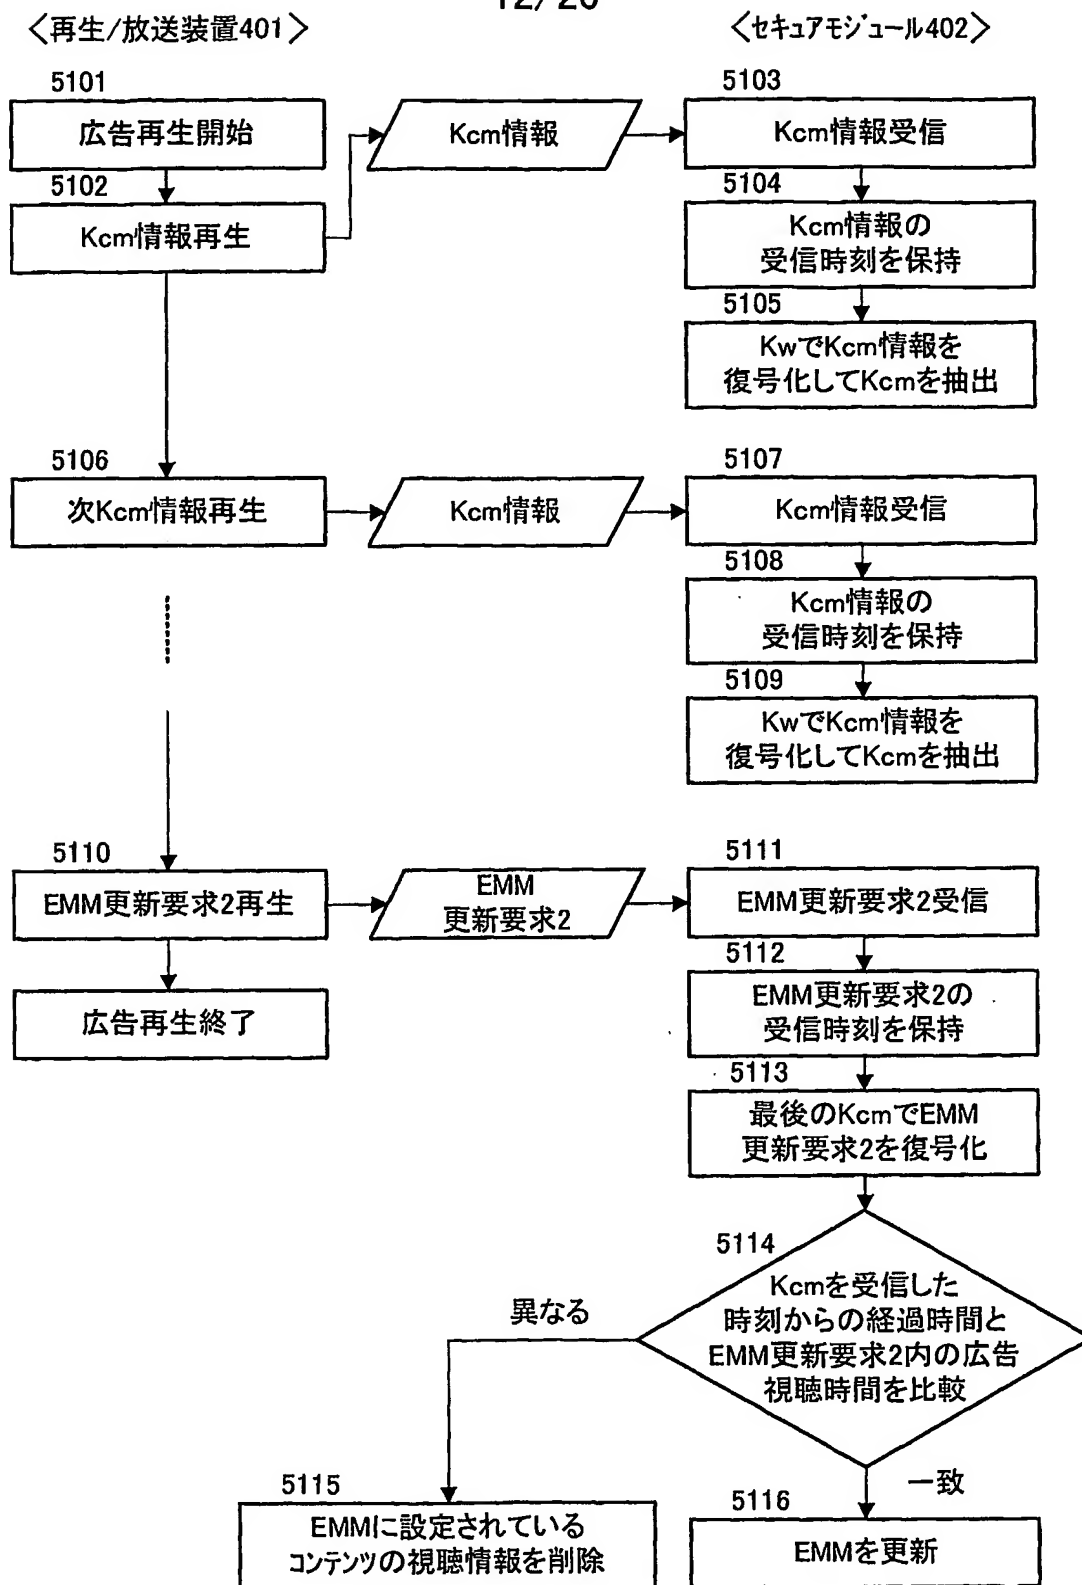 12/26
〈再生/放送装置401〉
〈セキュアモジュール402〉
5101
広告再生開始
5102
Kcm情報再生
Kcm情報
5103
Kcm情報受信
5104
Kcm情報の
受信時刻を保持
5105
KwでKcm情報を
復号化してKcmを抽出
5106
次Kcm情報再生
Kcm情報
5107
Kcm情報受信
5108
Kcm情報の
受信時刻を保持
5109
KwでKcm情報を
復号化してKcmを抽出
5110
EMM更新要求2再生
EMM
更新要求2
5111
EMM更新要求2受信
5112
EMM更新要求2の
受信時刻を保持
広告再生終了
5113
最後のKcmでEMM
更新要求2を復号化
5114
Kcmを受信した
時刻からの経過時間と
EMM更新要求2内の広告
視聴時間を比較
異なる
一致
5115
EMMに設定されている
コンテンツの視聴情報を削除
5116
EMMを更新